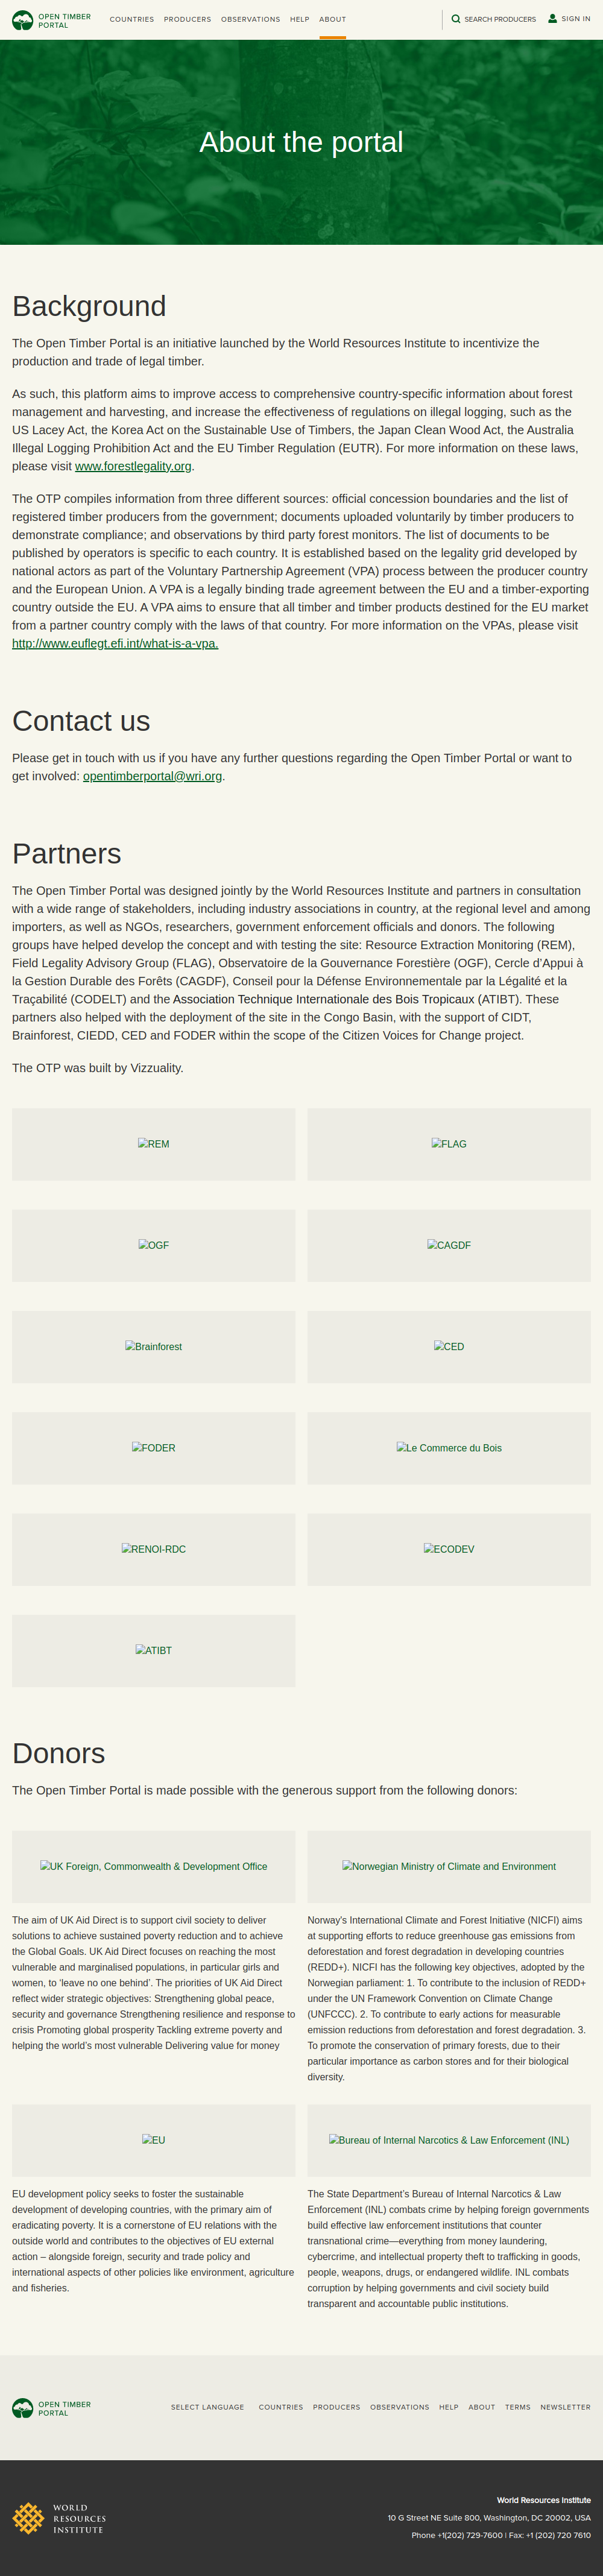 OPEN TIMBER
PORTAL
COUNTRIES PRODUCERS OBSERVATIONS HELP ABOUT
SEARCH PRODUCERS SIGN IN
About the portal
Background
The Open Timber Portal is an initiative launched by the World Resources Institute to incentivize the
production and trade of legal timber.
As such, this platform aims to improve access to comprehensive country-specific information about forest
management and harvesting, and increase the effectiveness of regulations on illegal logging, such as the
US Lacey Act, the Korea Act on the Sustainable Use of Timbers, the Japan Clean Wood Act, the Australia
Illegal Logging Prohibition Act and the EU Timber Regulation (EUTR). For more information on these laws,
please visit www.forestlegality.org.
The OTP compiles information from three different sources: official concession boundaries and the list of
registered timber producers from the government; documents uploaded voluntarily by timber producers to
demonstrate compliance; and observations by third party forest monitors. The list of documents to be
published by operators is specific to each country. It is established based on the legality grid developed by
national actors as part of the Voluntary Partnership Agreement (VPA) process between the producer country
and the European Union. A VPA is a legally binding trade agreement between the EU and a timber-exporting
country outside the EU. A VPA aims to ensure that all timber and timber products destined for the EU market
from a partner country comply with the laws of that country. For more information on the VPAs, please visit
http://www.euflegt.efi.int/what-is-a-vpa.
Contact us
Please get in touch with us if you have any further questions regarding the Open Timber Portal or want to
get involved: opentimberportal@wri.org.
Partners
The Open Timber Portal was designed jointly by the World Resources Institute and partners in consultation
with a wide range of stakeholders, including industry associations in country, at the regional level and among
importers, as well as NGOs, researchers, government enforcement officials and donors. The following
groups have helped develop the concept and with testing the site: Resource Extraction Monitoring (REM),
Field Legality Advisory Group (FLAG), Observatoire de la Gouvernance Forestière (OGF), Cercle d'Appui à
la Gestion Durable des Forêts (CAGDF), Conseil pour la Défense Environnementale par la Légalité et la
Traçabilité (CODELT) and the Association Technique Internationale des Bois Tropicaux (ATIBT). These
partners also helped with the deployment of the site in the Congo Basin, with the support of CIDT,
Brainforest, CIEDD, CED and FODER within the scope of the Citizen Voices for Change project.
The OTP was built by Vizzuality.
REM
FLAG
OGF
CAGDF
Brainforest
CED
FODER
Le Commerce du Bois
RENOI-RDC
ECODEV
ATIBT
Donors
The Open Timber Portal is made possible with the generous support from the following donors:
UK Foreign, Commonwealth & Development Office
The aim of UK Aid Direct is to support civil society to deliver
solutions to achieve sustained poverty reduction and to achieve
the Global Goals. UK Aid Direct focuses on reaching the most
vulnerable and marginalised populations, in particular girls and
women, to ‘leave no one behind’. The priorities of UK Aid Direct
reflect wider strategic objectives: Strengthening global peace,
security and governance Strengthening resilience and response to
crisis Promoting global prosperity Tackling extreme poverty and
helping the world’s most vulnerable Delivering value for money
Norwegian Ministry of Climate and Environment
Norway's International Climate and Forest Initiative (NICFI) aims
at supporting efforts to reduce greenhouse gas emissions from
deforestation and forest degradation in developing countries
(REDD+). NICFI has the following key objectives, adopted by the
Norwegian parliament: 1. To contribute to the inclusion of REDD+
under the UN Framework Convention on Climate Change
(UNFCCC). 2. To contribute to early actions for measurable
emission reductions from deforestation and forest degradation. 3.
To promote the conservation of primary forests, due to their
particular importance as carbon stores and for their biological
diversity.
EU
EU development policy seeks to foster the sustainable
development of developing countries, with the primary aim of
eradicating poverty. It is a cornerstone of EU relations with the
outside world and contributes to the objectives of EU external
action – alongside foreign, security and trade policy and
international aspects of other policies like environment, agriculture
and fisheries.
Bureau of Internal Narcotics & Law Enforcement (INL)
The State Department’s Bureau of Internal Narcotics & Law
Enforcement (INL) combats crime by helping foreign governments
build effective law enforcement institutions that counter
transnational crime—everything from money laundering,
cybercrime, and intellectual property theft to trafficking in goods,
people, weapons, drugs, or endangered wildlife. INL combats
corruption by helping governments and civil society build
transparent and accountable public institutions.
OPEN TIMBER
PORTAL
SELECT LANGUAGE COUNTRIES PRODUCERS OBSERVATIONS HELP ABOUT TERMS NEWSLETTER
WORLD
RESOURCES
INSTITUTE
World Resources Institute
10 G Street NE Suite 800, Washington, DC 20002, USA
Phone +1(202) 729-7600 | Fax: +1 (202) 720 7610